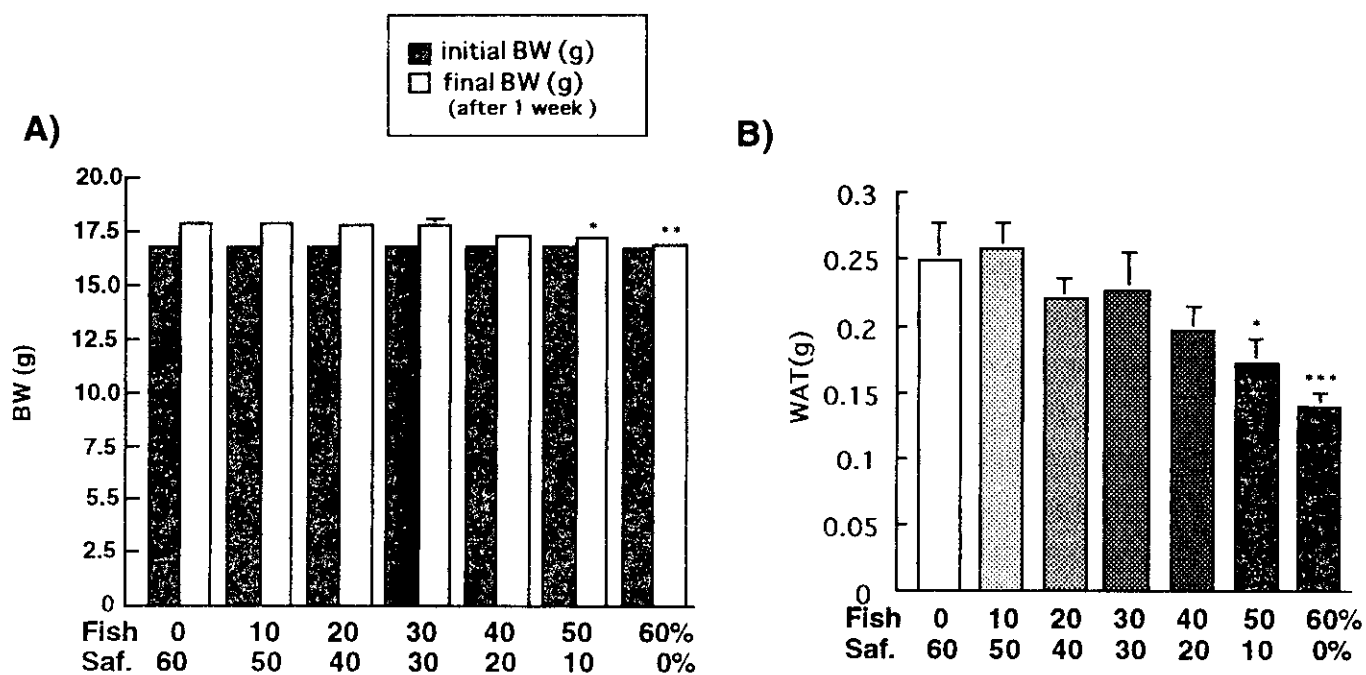 initial BW (g)
final BW (g)
(after 1 week)
A)
BW (g)
20.0
17.5
15.0
12.5
10.0
7.5
5.5
2.5
0
Fish 0 10 20 30 40 50 60%
Saf. 60 50 40 30 20 10 0%
* **
B)
WAT(g)
0.3
0.25
0.2
0.15
0.1
0.05
0
* ***
Fish 0 10 20 30 40 50 60%
Saf. 60 50 40 30 20 10 0%